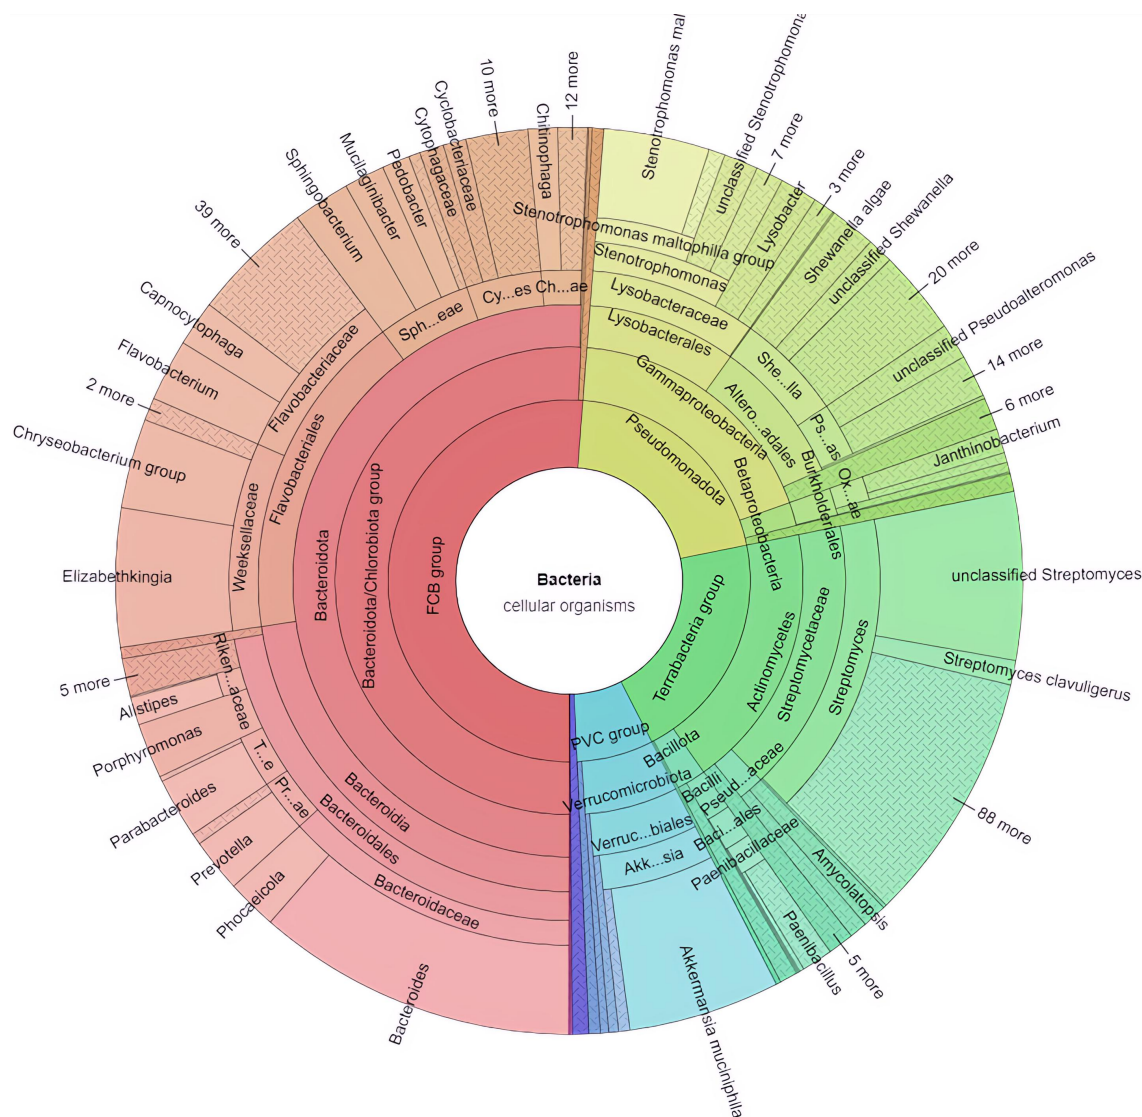 Bacteria
cellular organisms
FCB group
Bacteroidota/Chlorobiota group
Bacteroidota
Flavobacteriales
Flavobacteriaceae
Weeksellaceae
Sph...eae
Cy...es
Ch...ae
12 more
Chitinophaga
10 more
Cyclobacteriaceae
Cytophagaceae
Pedobacter
Mucilaginibacter
Sphingobacterium
39 more
Capnocytophaga
Flavobacterium
2 more
Chryseobacterium group
Elizabethkingia
5 more
Riken...aceae
Alistipes
Porphyromonas
T...e
Parabacteroides
Pr...ae
Prevotella
Phocaeicola
Bacteroidia
Bacteroidales
Bacteroidaceae
Bacteroides
Pseudomonadota
Gammaproteobacteria
Lysobacterales
Lysobacteraceae
Stenotrophomonas
Stenotrophomonas maltophilia group
Stenotrophomonas mal
unclassified Stenotrophomona
7 more
Lysobacter
3 more
Shewanella algae
unclassified Shewanella
20 more
unclassified Pseudoalteromonas
14 more
6 more
Janthinobacterium
Altero...adales
She...lla
Ps...as
Betaproteobacteria
Burkholderiales
Ox...ae
Terrabacteria group
Actinomycetes
Streptomycetaceae
Streptomyces
unclassified Streptomyces
Streptomyces clavuligerus
88 more
Pseud...aceae
Amycolatopsis
5 more
Bacillota
Bacilli
Baci...ales
Paenibacillaceae
Paenibacillus
PVC group
Verrucomicrobiota
Verruc...biales
Akk...sia
Akkermansia muciniphila